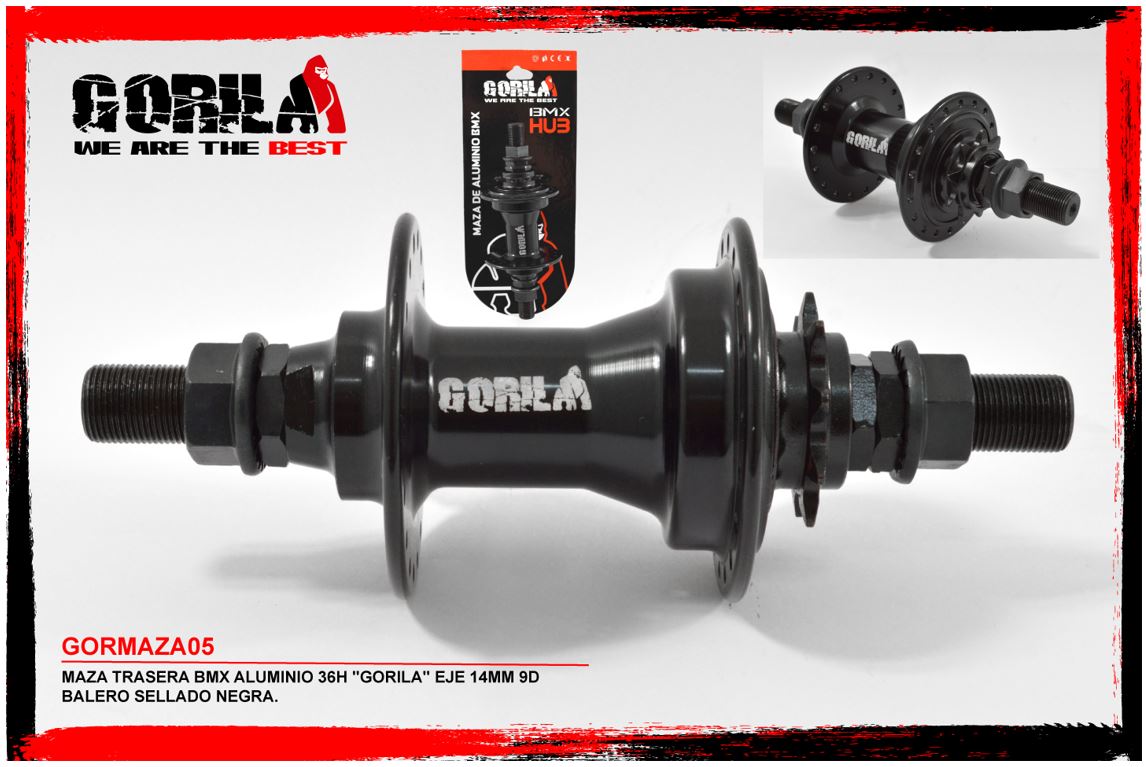 GORILA
WE ARE THE BEST
GORILA
WE ARE THE BEST
BMX
HUB
MAZA DE ALUMINIO BMX
GORILA
GORILA
GORILA
GORMAZA05
MAZA TRASERA BMX ALUMINIO 36H "GORILA" EJE 14MM 9D
BALERO SELLADO NEGRA.